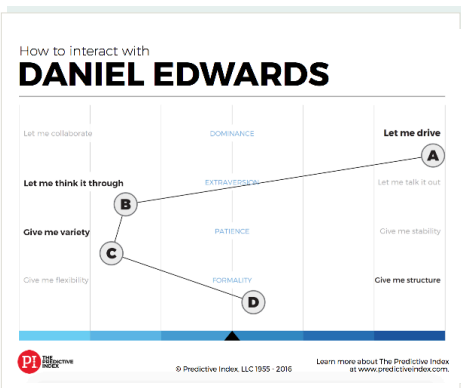 How to interact with
DANIEL EDWARDS
Let me collaborate DOMINANCE Let me drive
A
Let me think it through EXTRAVERSION Let me talk it out
B
Give me variety PATIENCE Give me stability
C
Give me flexibility FORMALITY Give me structure
D
PI THE PREDICTIVE INDEX
© Predictive Index, LLC 1955 - 2016
Learn more about The Predictive Index
at www.predictiveindex.com.